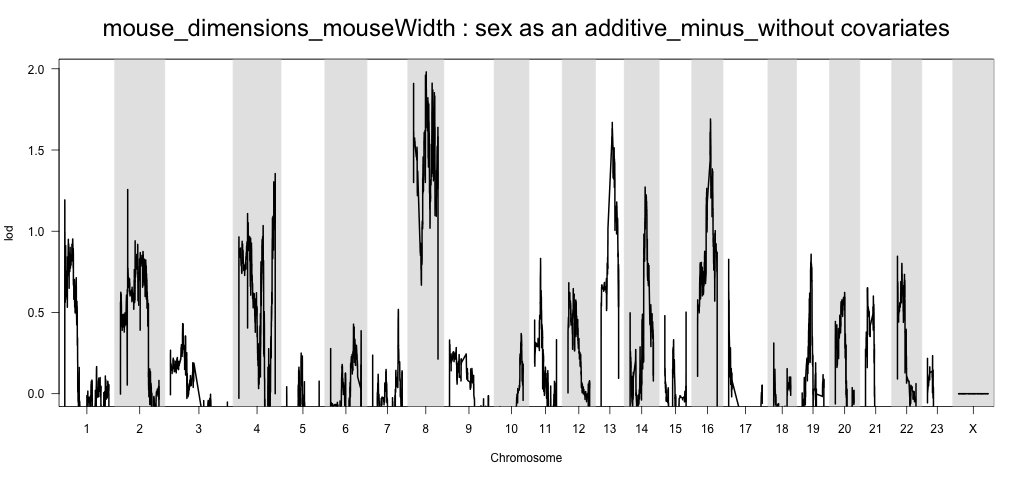 mouse_dimensions_mouseWidth : sex as an additive_minus_without covariates
2.0
1.5
1.0
0.5
0.0
lod
1 2 3 4 5 6 7 8 9 10 11 12 13 14 15 16 17 18 19 20 21 22 23 X
Chromosome